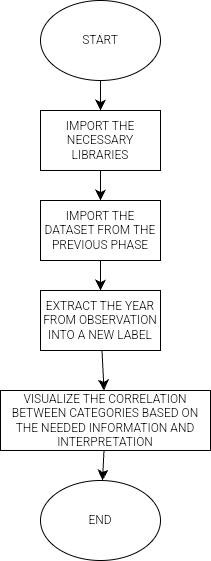 START
IMPORT THE
NECESSARY
LIBRARIES
IMPORT THE
DATASET FROM THE
PREVIOUS PHASE
EXTRACT THE YEAR
FROM OBSERVATION
INTO A NEW LABEL
VISUALIZE THE CORRELATION
BETWEEN CATEGORIES BASED ON
THE NEEDED INFORMATION AND
INTERPRETATION
END